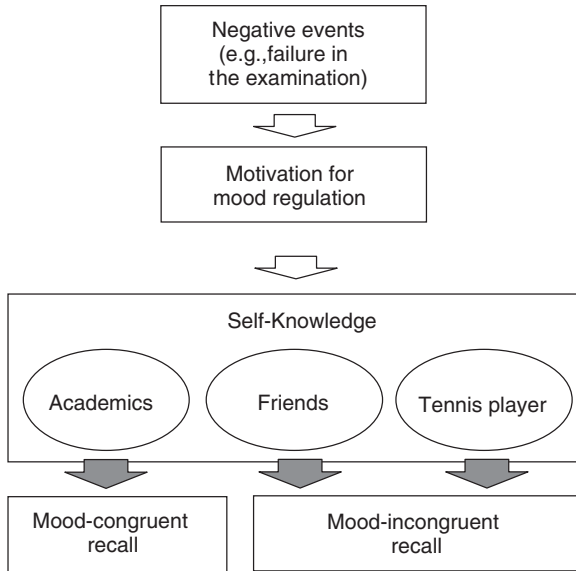 Negative events
(e.g.,failure in
the examination)
Motivation for
mood regulation
Self-Knowledge
Academics
Friends
Tennis player
Mood-congruent
recall
Mood-incongruent
recall